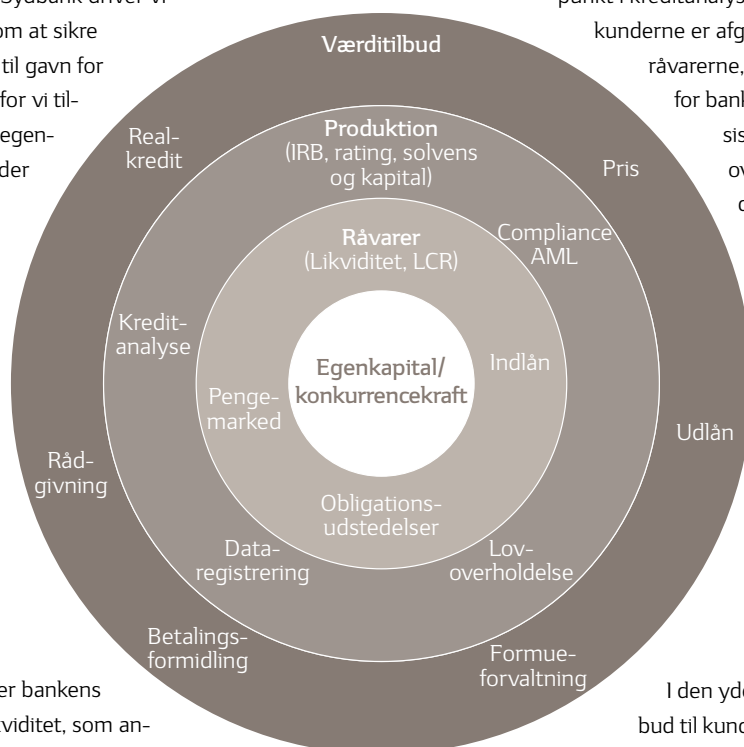 Sydbank driver vi
om at sikre
til gavn for
for vi til-
egen-
der
punkt i kreditanalys
kunderne er afg
råvarerne,
for bank
sis
ov
Værditilbud
Real-
kredit
Pris
Udlån
Formue-
forvaltning
Betalings-
formidling
Råd-
givning
Produktion
(IRB, rating, solvens
og kapital)
Compliance
AML
Lov-
overholdelse
Data-
registrering
Kredit-
analyse
Råvarer
(Likviditet, LCR)
Indlån
Obligations-
udstedelser
Penge-
marked
Egenkapital/
konkurrencekraft
er bankens
kviditet, som an-
I den yde
bud til kund